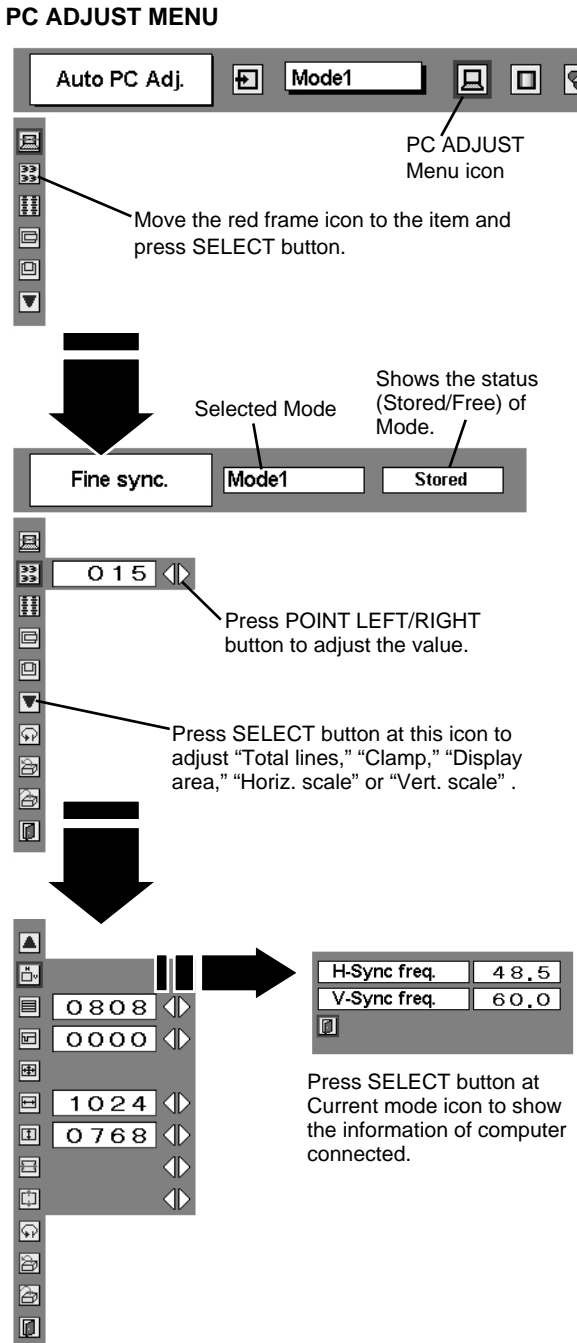 PC ADJUST MENU
Auto PC Adj.
Mode1
PC ADJUST
Menu icon
Move the red frame icon to the item and
press SELECT button.
Shows the status
(Stored/Free) of
Mode.
Selected Mode
Fine sync.
Mode1
Stored
015
Press POINT LEFT/RIGHT
button to adjust the value.
Press SELECT button at this icon to
adjust “Total lines,” “Clamp,” “Display
area,” “Horiz. scale” or “Vert. scale” .
H-Sync freq.
48.5
V-Sync freq.
60.0
0808
0000
1024
0768
Press SELECT button at
Current mode icon to show
the information of computer
connected.